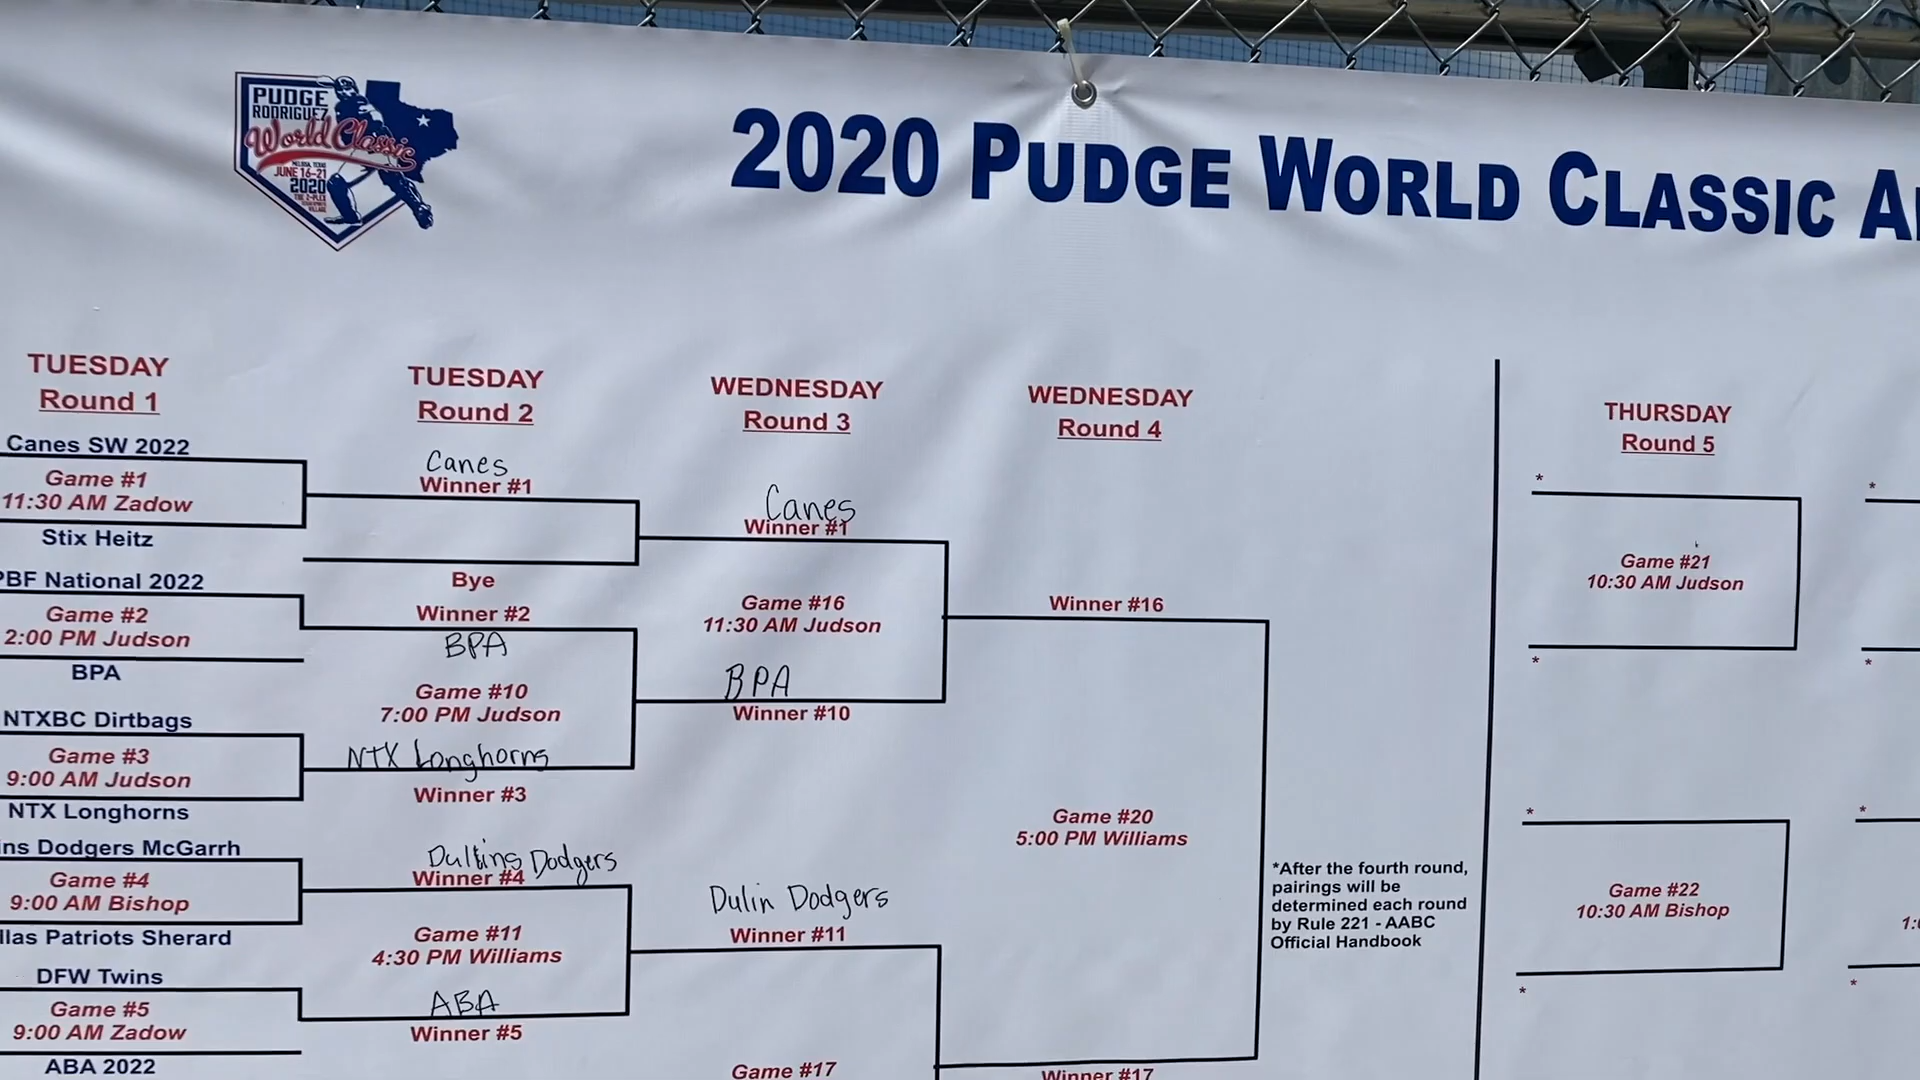 PUDGE
RODRIGUEZ
World Classic
MELISSA, TEXAS
JUNE 16-21
2020
2020 PUDGE WORLD CLASSIC
TUESDAY
Round 1
Canes SW 2022
Game #1
11:30 AM Zadow
Stix Heitz
PBF National 2022
Game #2
2:00 PM Judson
BPA
NTXBC Dirtbags
Game #3
9:00 AM Judson
NTX Longhorns
ins Dodgers McGarrh
Game #4
9:00 AM Bishop
llas Patriots Sherard
DFW Twins
Game #5
9:00 AM Zadow
ABA 2022
TUESDAY
Round 2
Canes
Winner #1
Bye
Winner #2
BPA
Game #10
7:00 PM Judson
NTX Longhorns
Winner #3
Dodgers
Winner #4
Game #11
4:30 PM Williams
ABA
Winner #5
WEDNESDAY
Round 3
Canes
Winner #1
Game #16
11:30 AM Judson
BPA
Winner #10
Dulin Dodgers
Winner #11
Game #17
WEDNESDAY
Round 4
Winner #16
Game #20
5:00 PM Williams
Winner #17
*After the fourth round,
pairings will be
determined each round
by Rule 221 - AABC
Official Handbook
THURSDAY
Round 5
*
Game #21
10:30 AM Judson
*
*
Game #22
10:30 AM Bishop
*
*
*
*
*